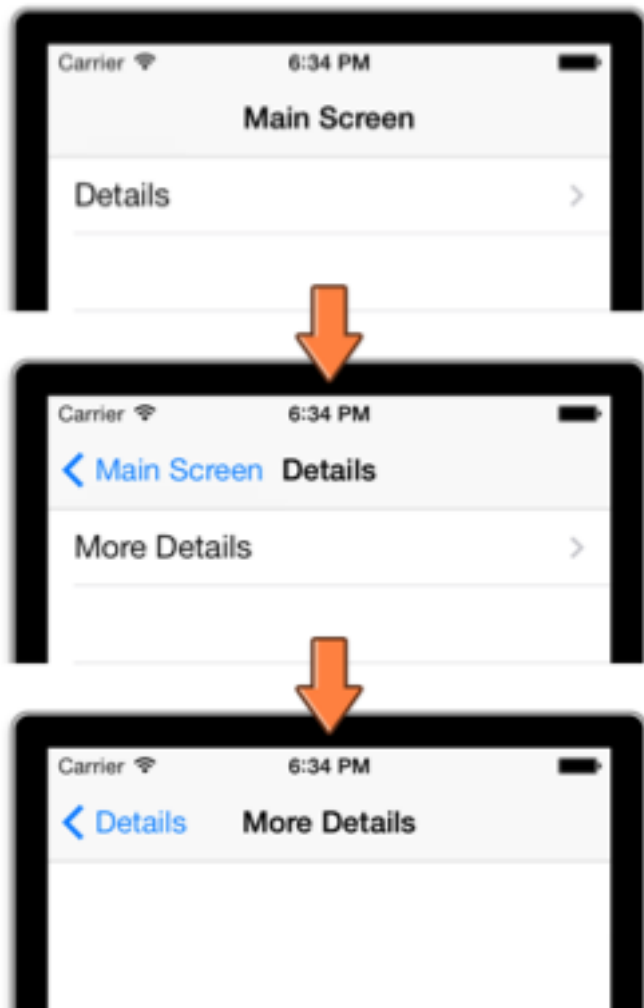 Carrier 6:34 PM
Main Screen
Details
Carrier 6:34 PM
Main Screen Details
More Details
Carrier 6:34 PM
Details More Details